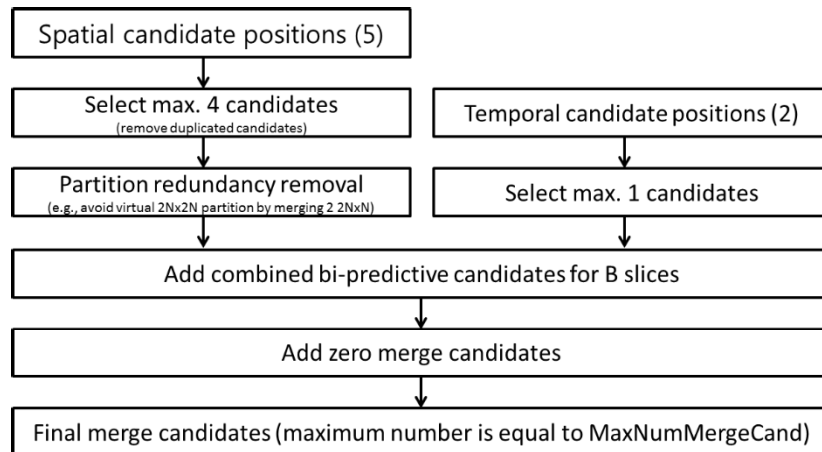 Spatial candidate positions (5)
Select max. 4 candidates
(remove duplicated candidates)
Temporal candidate positions (2)
Partition redundancy removal
(e.g., avoid virtual 2Nx2N partition by merging 2 2NxN)
Select max. 1 candidates
Add combined bi-predictive candidates for B slices
Add zero merge candidates
Final merge candidates (maximum number is equal to MaxNumMergeCand)